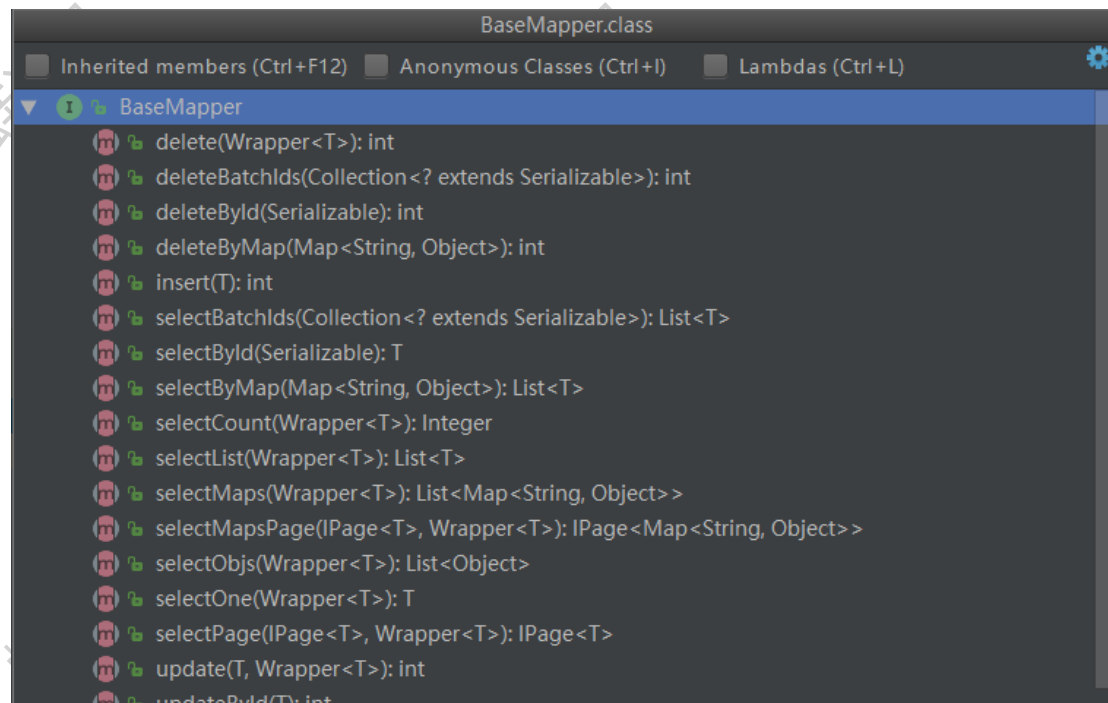 BaseMapper.class
Inherited members (Ctrl+F12) Anonymous Classes (Ctrl+I) Lambdas (Ctrl+L)
BaseMapper
delete(Wrapper<T>): int
deleteBatchIds(Collection<? extends Serializable>): int
deleteById(Serializable): int
deleteByMap(Map<String, Object>): int
insert(T): int
selectBatchIds(Collection<? extends Serializable>): List<T>
selectById(Serializable): T
selectByMap(Map<String, Object>): List<T>
selectCount(Wrapper<T>): Integer
selectList(Wrapper<T>): List<T>
selectMaps(Wrapper<T>): List<Map<String, Object>>
selectMapsPage(IPage<T>, Wrapper<T>): IPage<Map<String, Object>>
selectObjs(Wrapper<T>): List<Object>
selectOne(Wrapper<T>): T
selectPage(IPage<T>, Wrapper<T>): IPage<T>
update(T, Wrapper<T>): int
updateById(T): int